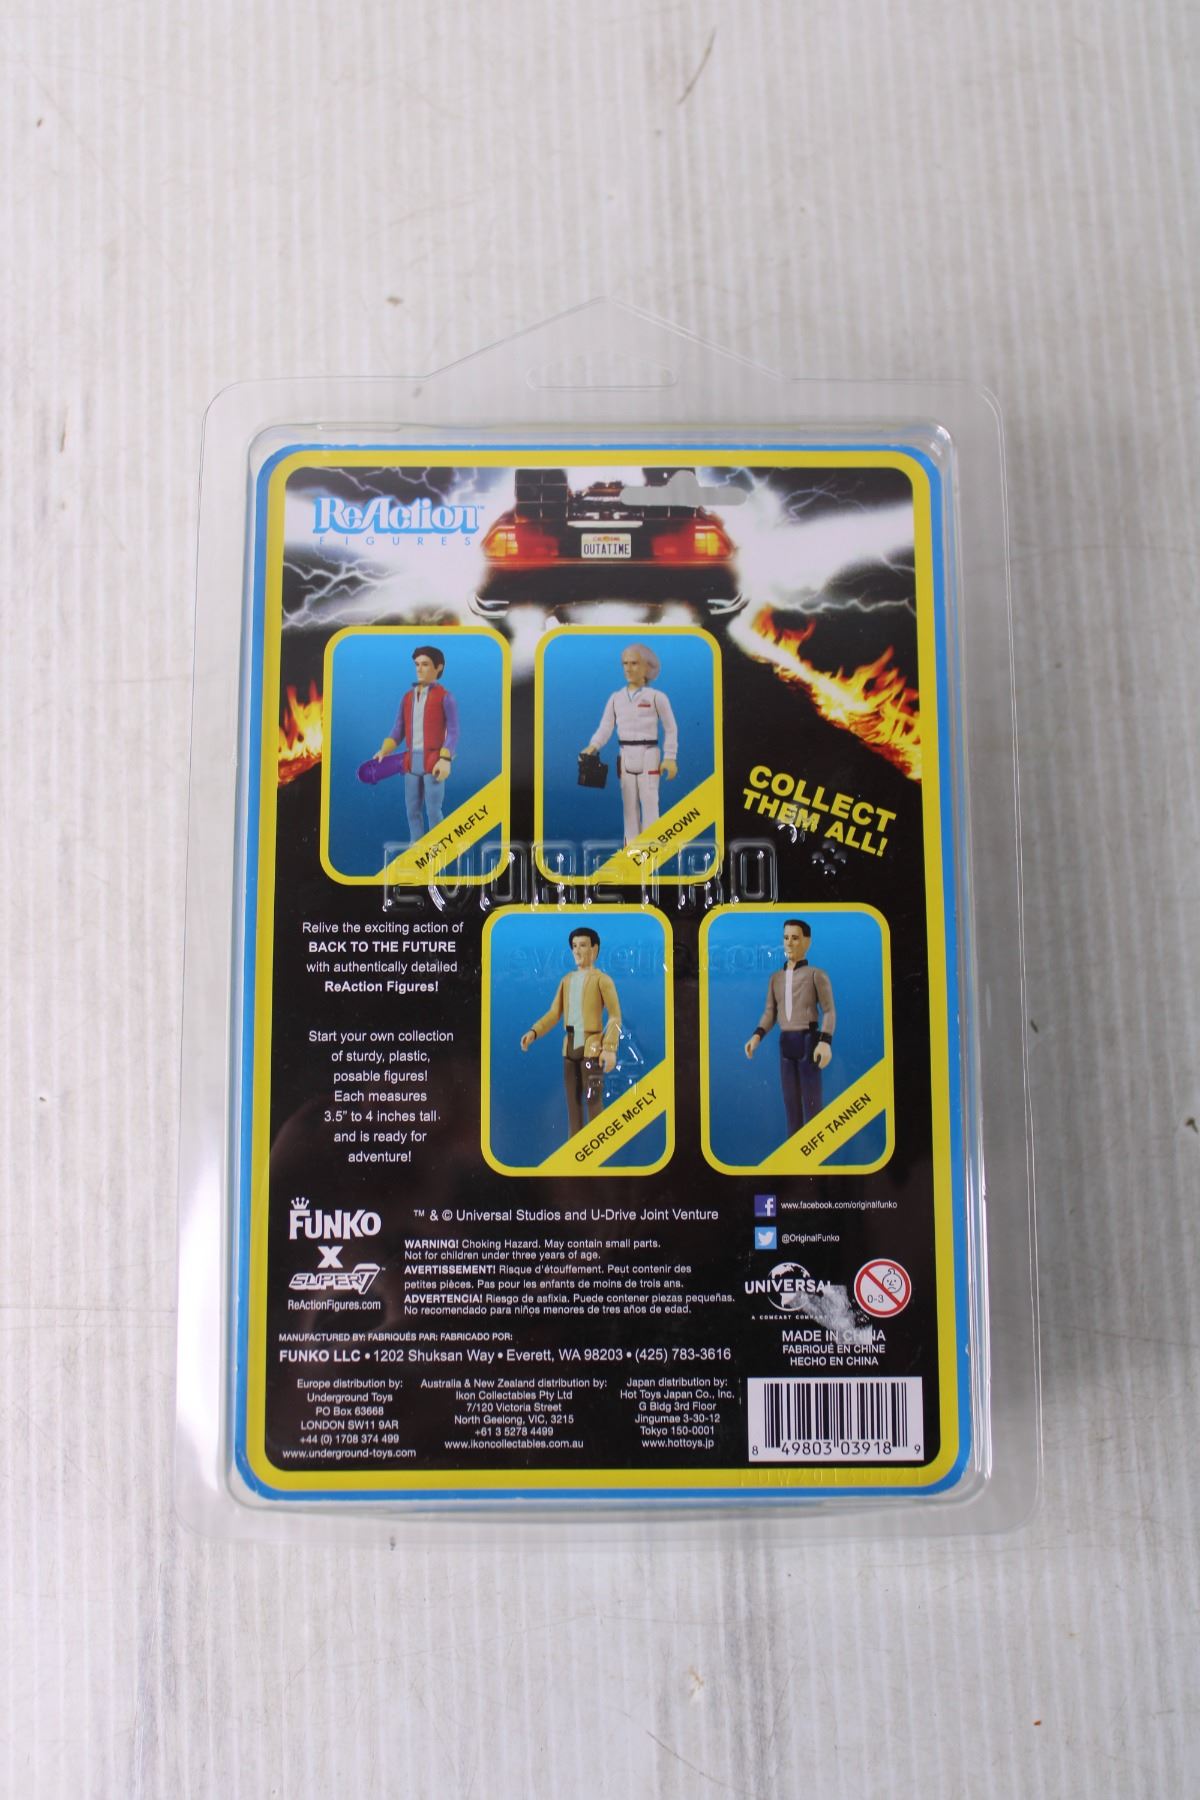 ReAction™
FIGURES
OUTATIME
MARTY McFLY
DOC BROWN
COLLECT
THEM ALL!
EVORETRO
evoretro.com
Relive the exciting action of
BACK TO THE FUTURE
with authentically detailed
ReAction Figures!
Start your own collection
of sturdy, plastic,
posable figures!
Each measures
3.5" to 4 inches tall
and is ready for
adventure!
GEORGE McFLY
BIFF TANNEN
FUNKO
X
SUPER7™
ReActionFigures.com
™ & © Universal Studios and U-Drive Joint Venture
WARNING! Choking Hazard. May contain small parts.
Not for children under three years of age.
AVERTISSEMENT! Risque d'étouffement. Peut contenir des
petites pièces. Pas pour les enfants de moins de trois ans.
ADVERTENCIA! Riesgo de asfixia. Puede contener piezas pequeñas.
No recomendado para niños menores de tres años de edad.
www.facebook.com/originalfunko
@OriginalFunko
UNIVERSAL
A COMCAST COMPANY
0-3
MADE IN CHINA
FABRIQUÉ EN CHINE
HECHO EN CHINA
MANUFACTURED BY: FABRIQUÉS PAR: FABRICADO POR:
FUNKO LLC • 1202 Shuksan Way • Everett, WA 98203 • (425) 783-3616
Europe distribution by:
Underground Toys
PO Box 63668
LONDON SW11 9AR
+44 (0) 1708 374 499
www.underground-toys.com
Australia & New Zealand distribution by:
Ikon Collectables Pty Ltd
7/120 Victoria Street
North Geelong, VIC, 3215
+61 3 5278 4499
www.ikoncollectables.com.au
Japan distribution by:
Hot Toys Japan Co., Inc.
G Bldg 3rd Floor
Jingumae 3-30-12
Tokyo 150-0001
www.hottoys.jp
8 49803 03918 9